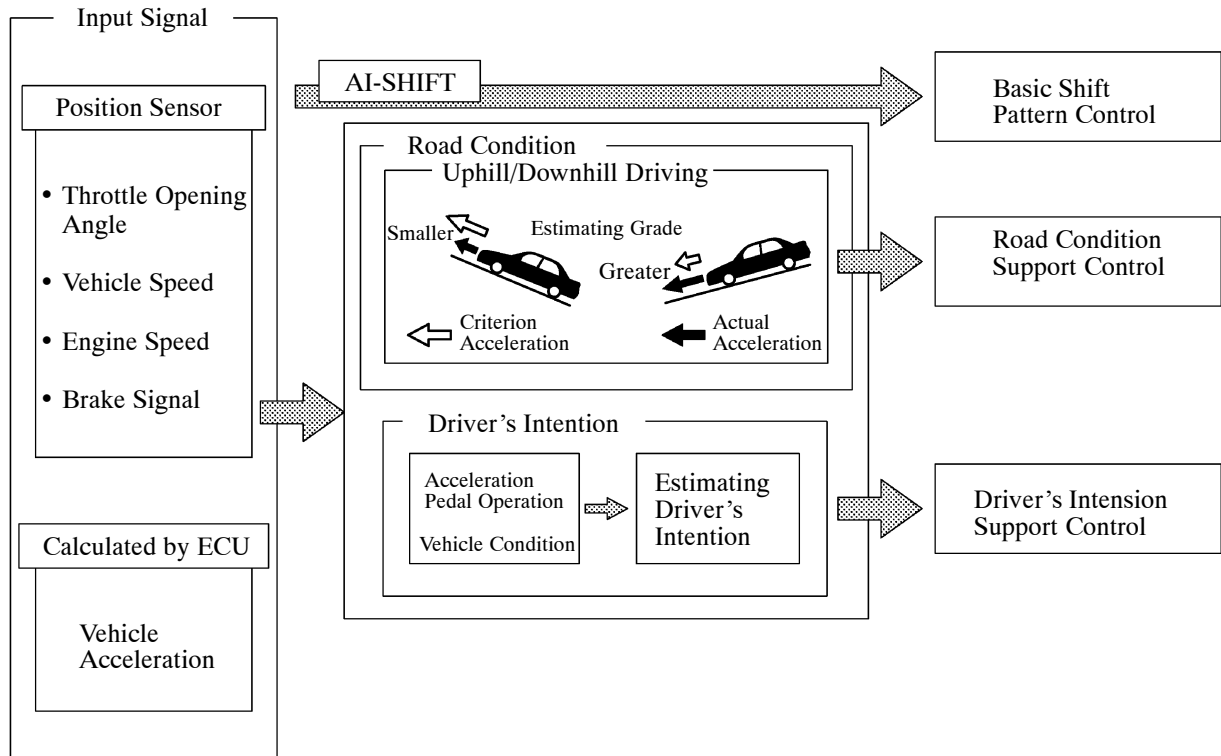 Input Signal
Position Sensor
• Throttle Opening
Angle
• Vehicle Speed
• Engine Speed
• Brake Signal
Calculated by ECU
Vehicle
Acceleration
AI-SHIFT
Road Condition
Uphill/Downhill Driving
Smaller
Estimating Grade
Greater
Criterion
Acceleration
Actual
Acceleration
Driver's Intention
Acceleration
Pedal Operation
Vehicle Condition
Estimating
Driver's
Intention
Basic Shift
Pattern Control
Road Condition
Support Control
Driver's Intension
Support Control